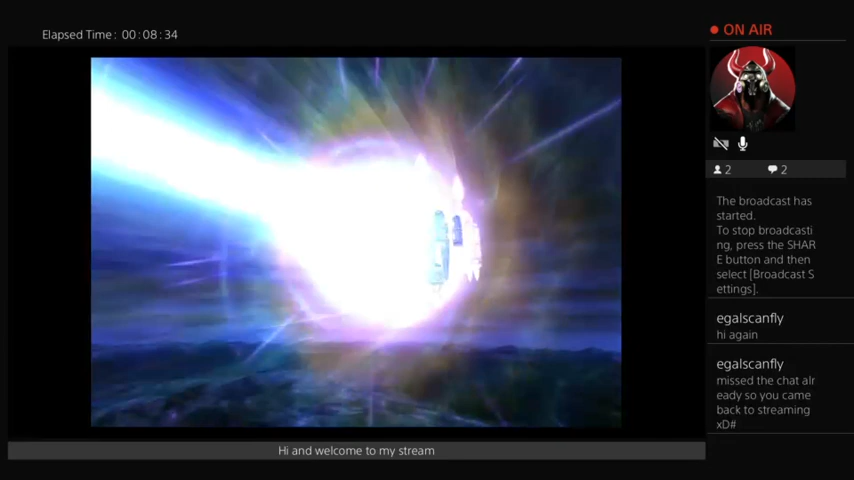 Elapsed Time: 00:08:34
ON AIR
2 2
The broadcast has
started.
To stop broadcasti
ng, press the SHAR
E button and then
select [Broadcast S
ettings].
egalscanfly
hi again
egalscanfly
missed the chat alr
eady so you came
back to streaming
xD#
Hi and welcome to my stream